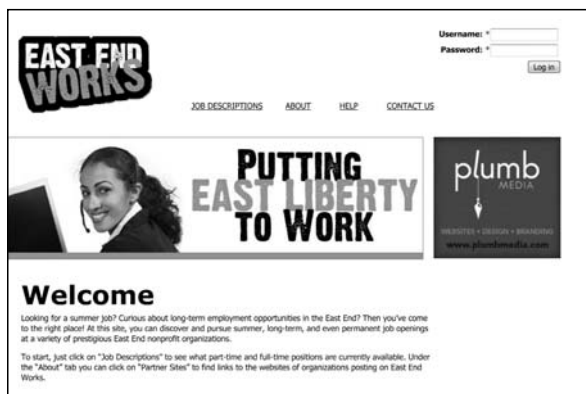 EAST END
WORKS
Username: *
Password: *
Log in
JOB DESCRIPTIONS ABOUT HELP CONTACT US
PUTTING
EAST LIBERTY
TO WORK
plumb
MEDIA
WEBSITES • DESIGN • BRANDING
www.plumbmedia.com
Welcome
Looking for a summer job? Curious about long-term employment opportunities in the East End? Then you've come
to the right place! At this site, you can discover and pursue summer, long-term, and even permanent job openings
at a variety of prestigious East End nonprofit organizations.
To start, just click on "Job Descriptions" to see what part-time and full-time positions are currently available. Under
the "About" tab you can click on "Partner Sites" to find links to the websites of organizations posting on East End
Works.